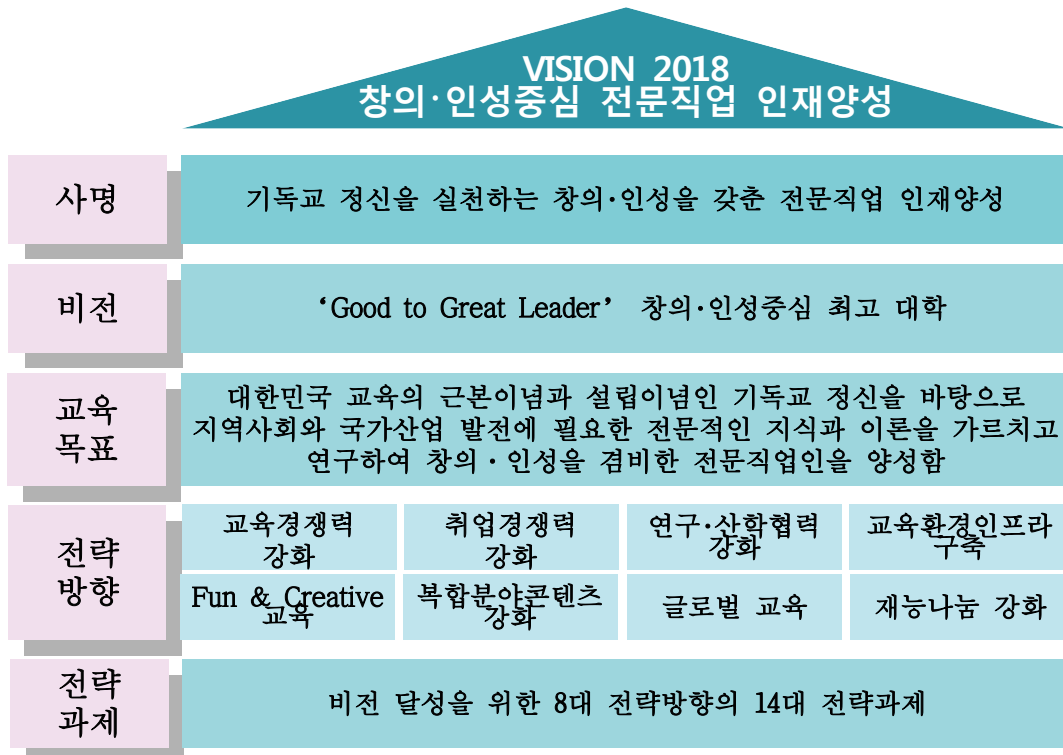 VISION 2018
창의·인성중심 전문직업 인재양성
사명
기독교 정신을 실천하는 창의·인성을 갖춘 전문직업 인재양성
비전
‘Good to Great Leader’ 창의·인성중심 최고 대학
교육
목표
대한민국 교육의 근본이념과 설립이념인 기독교 정신을 바탕으로
지역사회와 국가산업 발전에 필요한 전문적인 지식과 이론을 가르치고
연구하여 창의·인성을 겸비한 전문직업인을 양성함
전략
방향
교육경쟁력
강화
취업경쟁력
강화
연구·산학협력
강화
교육환경인프라
구축
Fun & Creative
교육
복합분야콘텐츠
강화
글로벌 교육
재능나눔 강화
전략
과제
비전 달성을 위한 8대 전략방향의 14대 전략과제